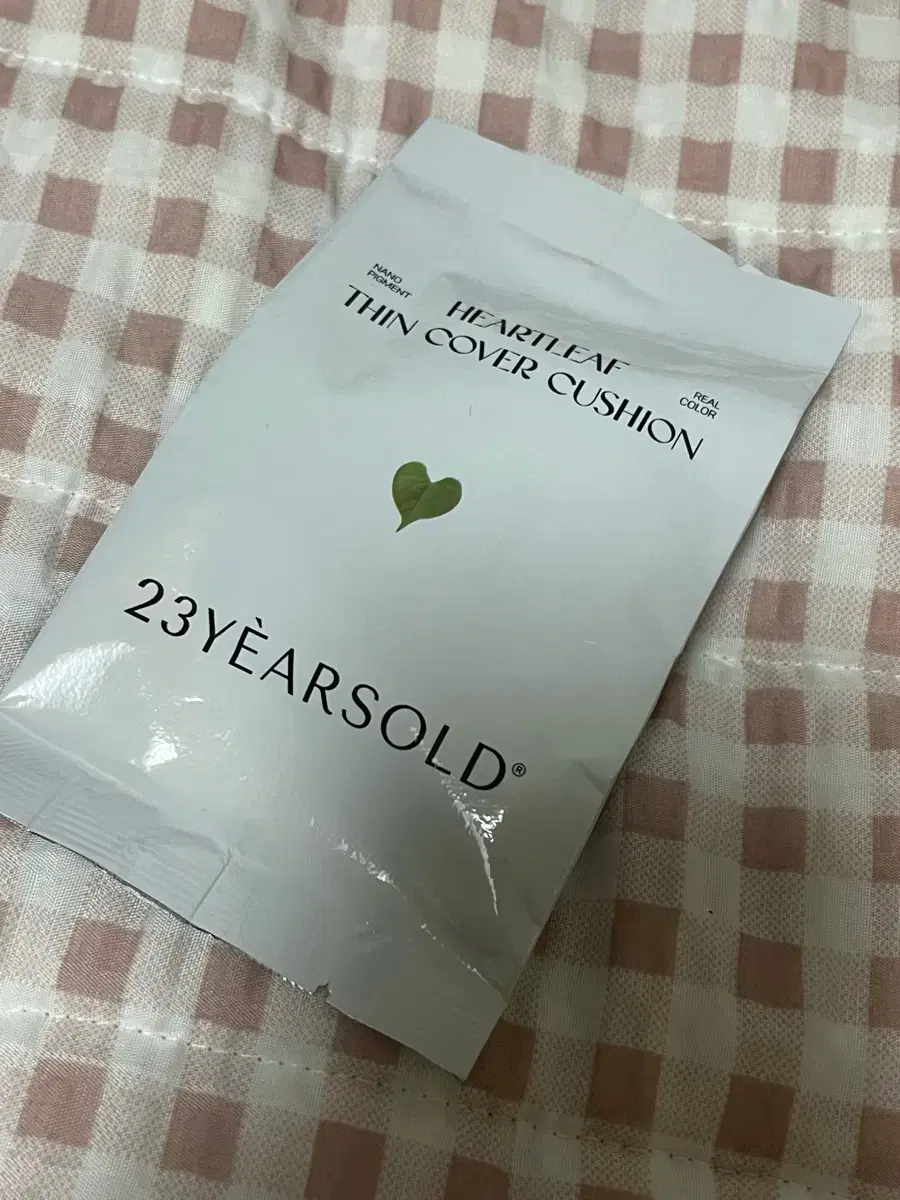 NANO
PIGMENT
HEARTLEAF
THIN COVER CUSHION
REAL
COLOR
23YÈARSOLD®